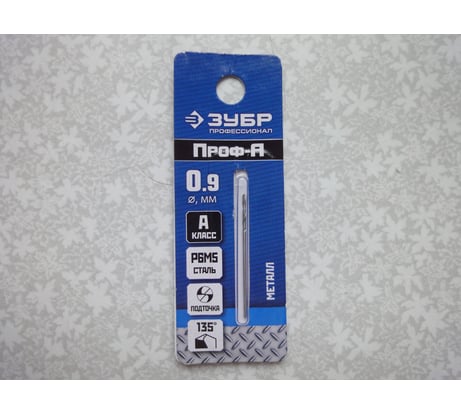 ЗУБР
ПРОФЕССИОНАЛ
ПРОФ-А
0.9
Ø, ММ
А
КЛАСС
Р6М5
СТАЛЬ
ПОДТОЧКА
135°
МЕТАЛЛ